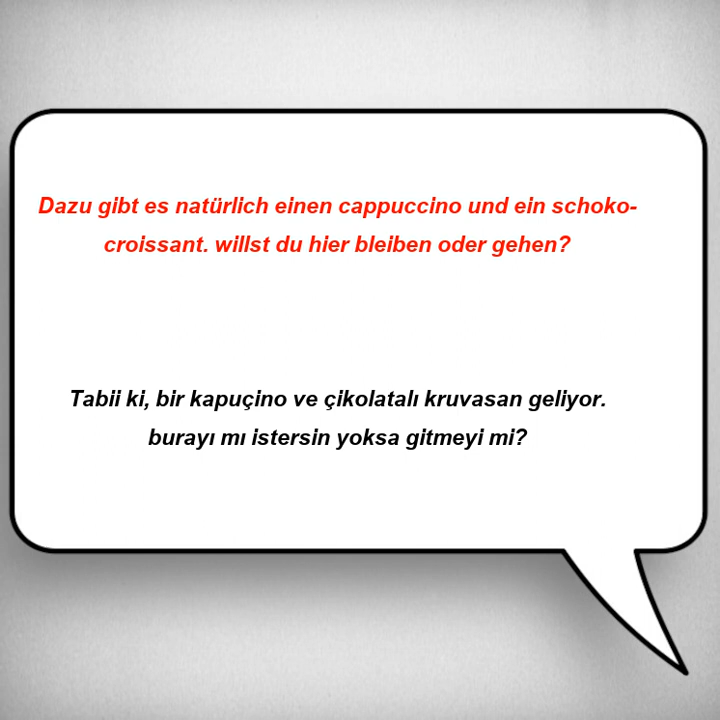 Dazu gibt es natürlich einen cappuccino und ein schoko-
croissant. willst du hier bleiben oder gehen?
Tabii ki, bir kapuçino ve çikolatalı kruvasan geliyor.
burayı mı istersin yoksa gitmeyi mi?